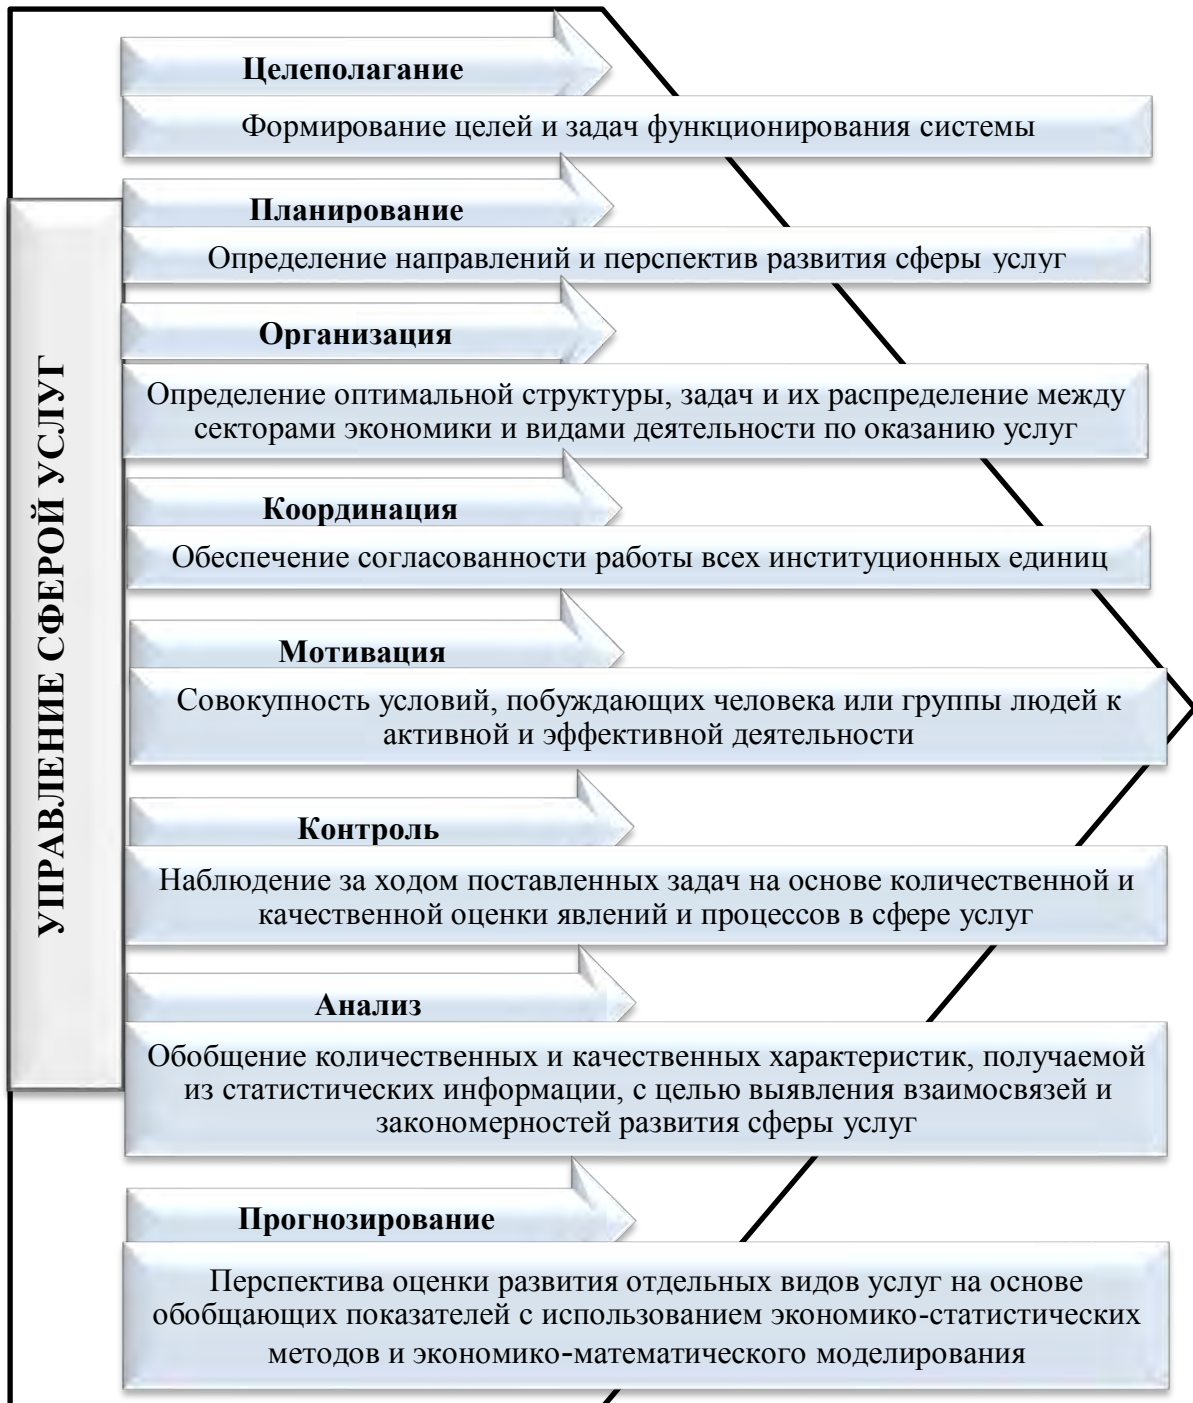 УПРАВЛЕНИЕ СФЕРОЙ УСЛУГ
Целеполагание
Формирование целей и задач функционирования системы
Планирование
Определение направлений и перспектив развития сферы услуг
Организация
Определение оптимальной структуры, задач и их распределение между
секторами экономики и видами деятельности по оказанию услуг
Координация
Обеспечение согласованности работы всех институционных единиц
Мотивация
Совокупность условий, побуждающих человека или группы людей к
активной и эффективной деятельности
Контроль
Наблюдение за ходом поставленных задач на основе количественной и
качественной оценки явлений и процессов в сфере услуг
Анализ
Обобщение количественных и качественных характеристик, получаемой
из статистических информации, с целью выявления взаимосвязей и
закономерностей развития сферы услуг
Прогнозирование
Перспектива оценки развития отдельных видов услуг на основе
обобщающих показателей с использованием экономико-статистических
методов и экономико-математического моделирования